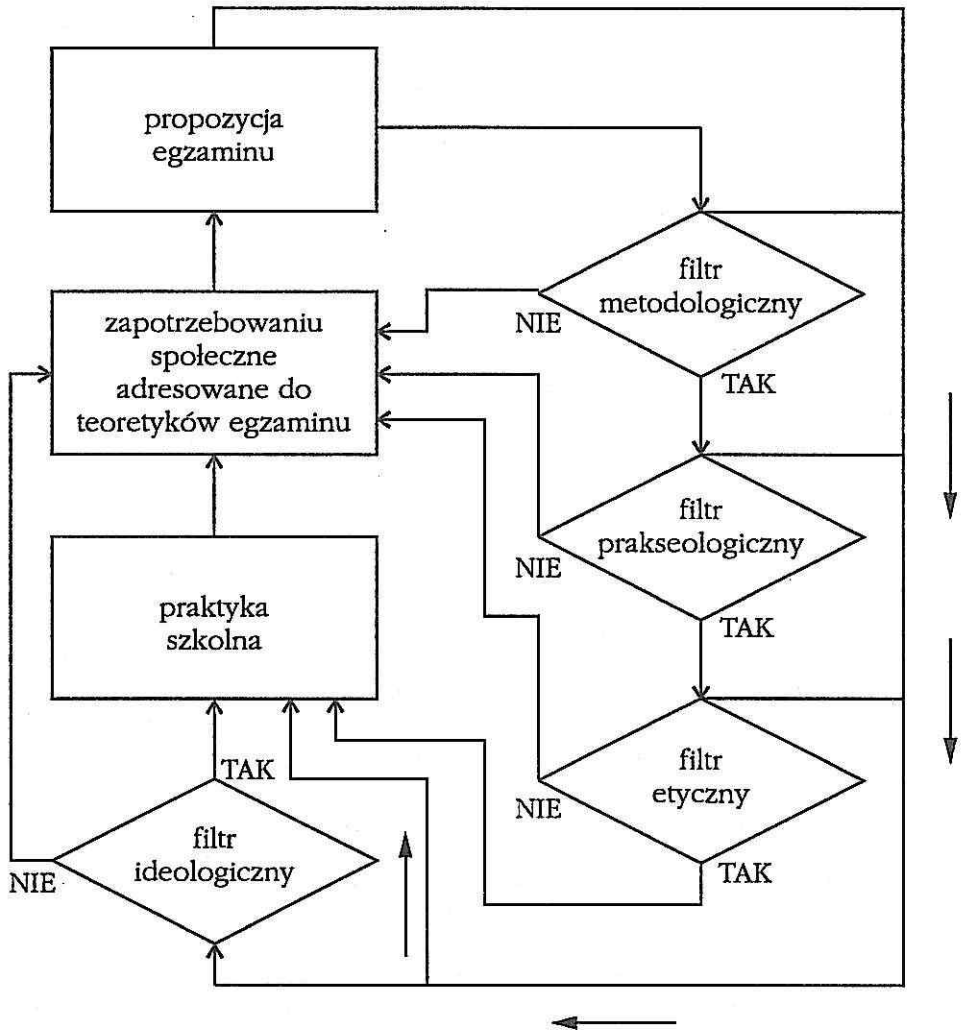 propozycja
egzaminu
filtr
metodologiczny
NIE
TAK
zapotrzebowaniu
społeczne
adresowane do
teoretyków egzaminu
filtr
prakseologiczny
NIE
TAK
praktyka
szkolna
filtr
etyczny
NIE
TAK
TAK
filtr
ideologiczny
NIE